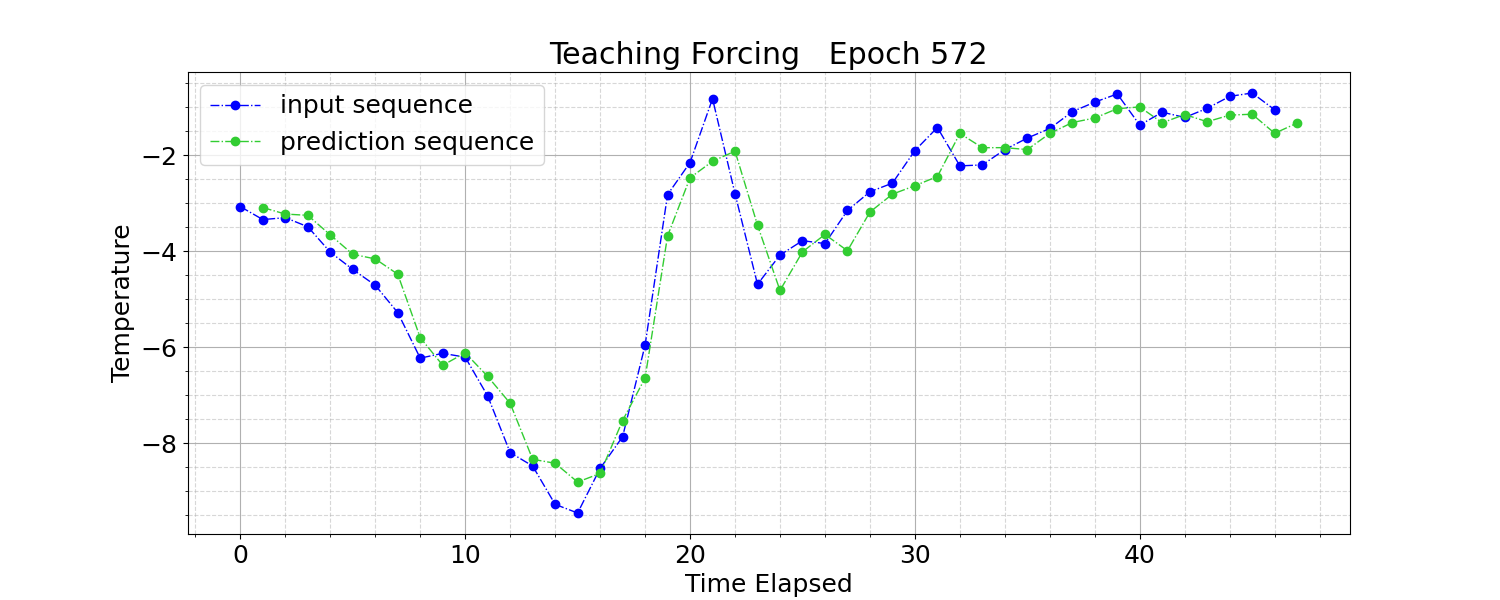 Teaching Forcing   Epoch 572
input sequence
prediction sequence
Temperature
−2
−4
−6
−8
0 10 20 30 40
Time Elapsed